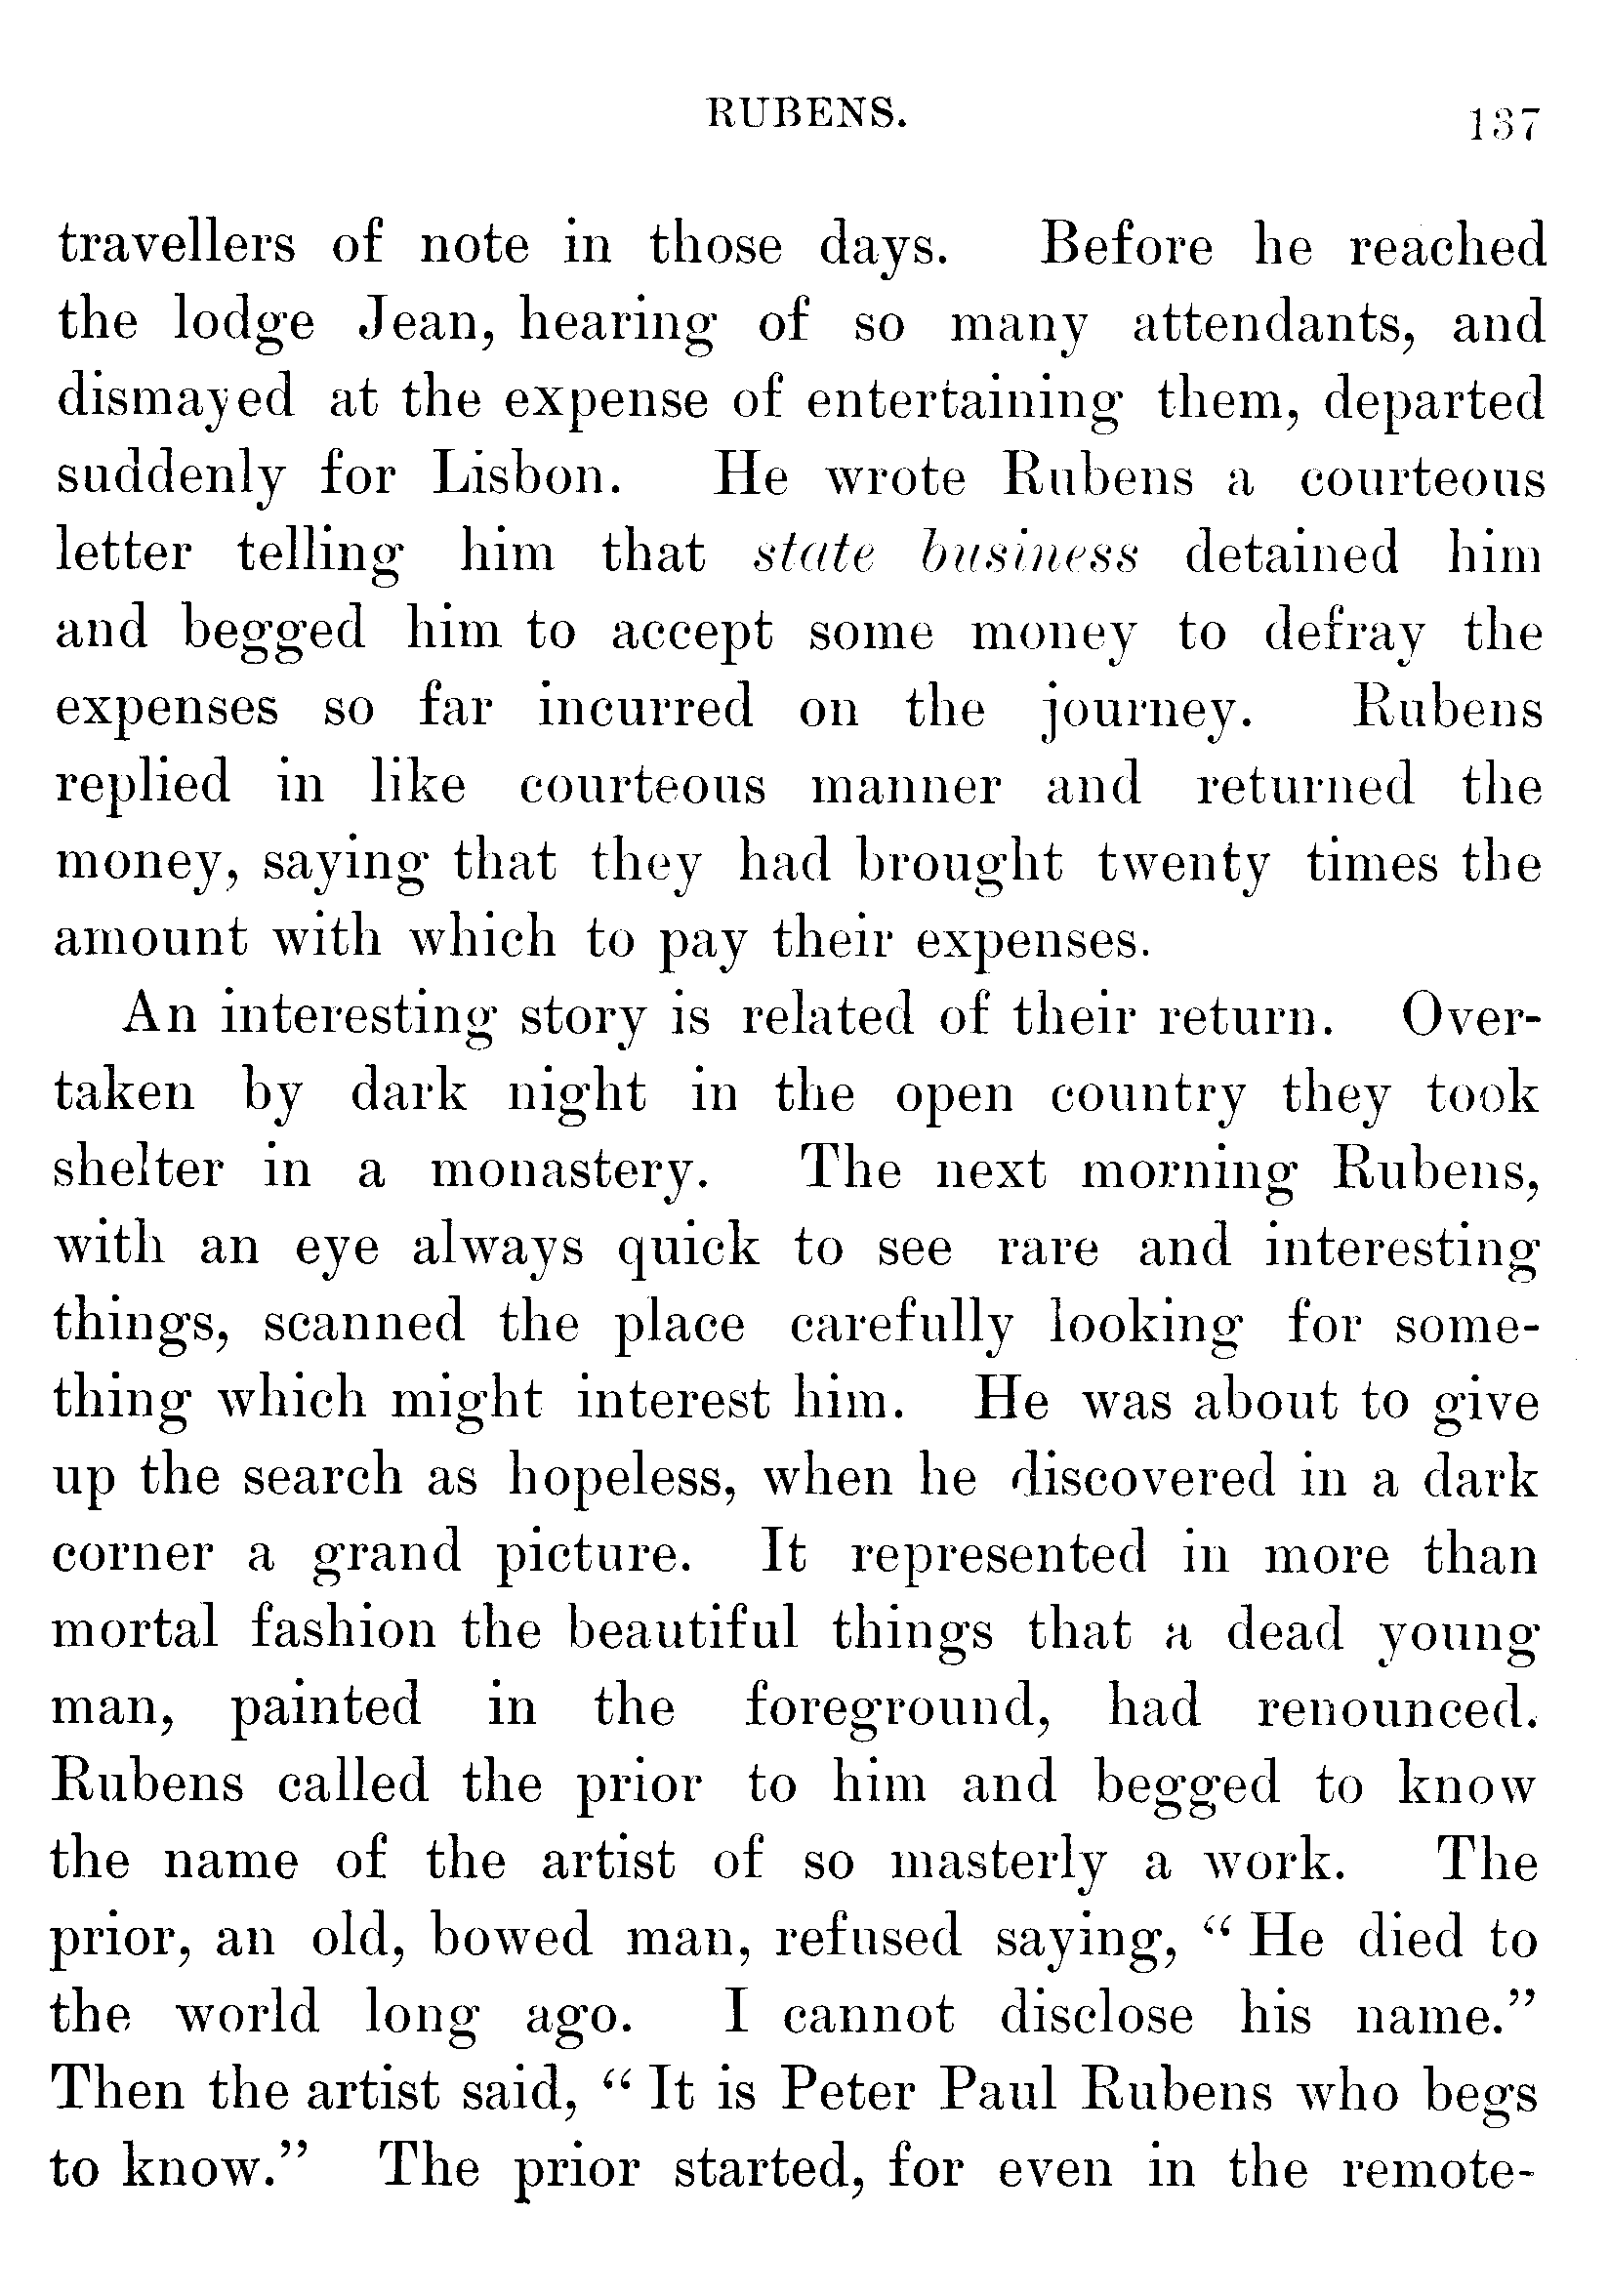 RUBENS. 137
travellers of note in those days. Before he reached
the lodge Jean, hearing of so many attendants, and
dismayed at the expense of entertaining them, departed
suddenly for Lisbon. He wrote Rubens a courteous
letter telling him that state business detained him
and begged him to accept some money to defray the
expenses so far incurred on the journey. Rubens
replied in like courteous manner and returned the
money, saying that they had brought twenty times the
amount with which to pay their expenses.
An interesting story is related of their return. Over-
taken by dark night in the open country they took
shelter in a monastery. The next morning Rubens,
with an eye always quick to see rare and interesting
things, scanned the place carefully looking for some-
thing which might interest him. He was about to give
up the search as hopeless, when he discovered in a dark
corner a grand picture. It represented in more than
mortal fashion the beautiful things that a dead young
man, painted in the foreground, had renounced.
Rubens called the prior to him and begged to know
the name of the artist of so masterly a work. The
prior, an old, bowed man, refused saying, “ He died to
the world long ago. I cannot disclose his name.”
Then the artist said, “ It is Peter Paul Rubens who begs
to know.” The prior started, for even in the remote-